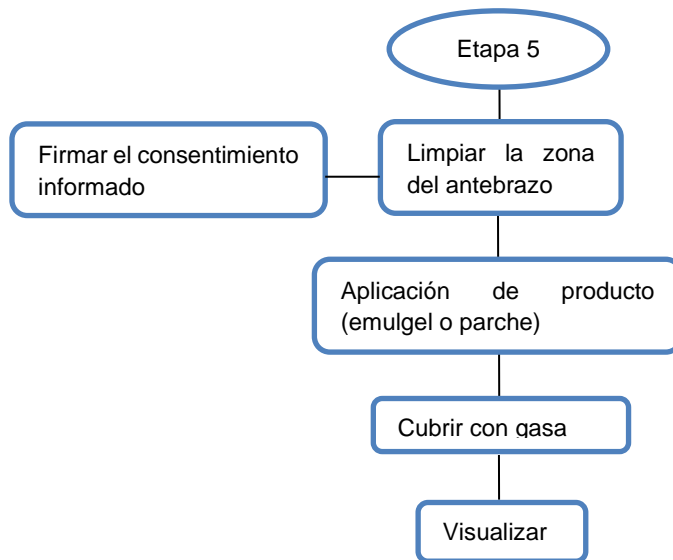 Etapa 5
Firmar el consentimiento
informado
Limpiar la zona
del antebrazo
Aplicación de producto
(emulgel o parche)
Cubrir con gasa
Visualizar